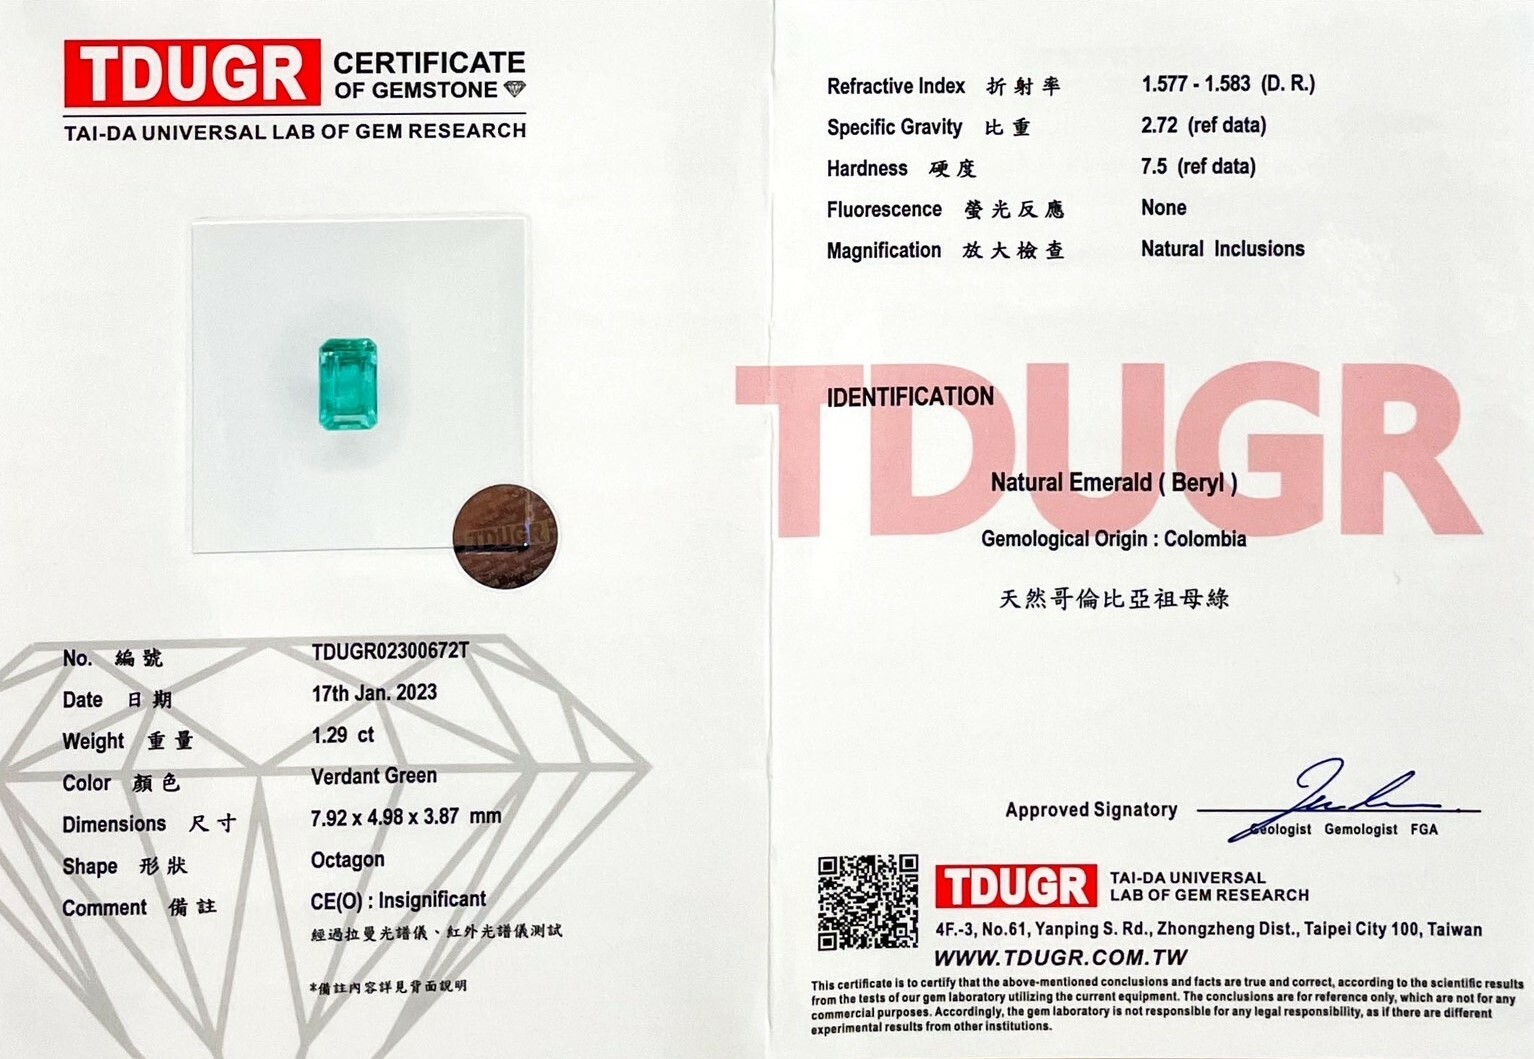 TDUGR CERTIFICATE
OF GEMSTONE
TAI-DA UNIVERSAL LAB OF GEM RESEARCH
TDUGR
No. 編號 TDUGR02300672T
Date 日期 17th Jan. 2023
Weight 重量 1.29 ct
Color 顏色 Verdant Green
Dimensions 尺寸 7.92 x 4.98 x 3.87 mm
Shape 形狀 Octagon
Comment 備註 CE(O) : Insignificant
經過拉曼光譜儀、紅外光譜儀測試
*備註內容詳見背面說明
Refractive Index 折射率 1.577 - 1.583 (D. R.)
Specific Gravity 比重 2.72 (ref data)
Hardness 硬度 7.5 (ref data)
Fluorescence 螢光反應 None
Magnification 放大檢查 Natural Inclusions
TDUGR
IDENTIFICATION
Natural Emerald ( Beryl )
Gemological Origin : Colombia
天然哥倫比亞祖母綠
Approved Signatory
Geologist Gemologist FGA
TDUGR TAI-DA UNIVERSAL
LAB OF GEM RESEARCH
4F.-3, No.61, Yanping S. Rd., Zhongzheng Dist., Taipei City 100, Taiwan
WWW.TDUGR.COM.TW
This certificate is to certify that the above-mentioned conclusions and facts are true and correct, according to the scientific results
from the tests of our gem laboratory utilizing the current equipment. The conclusions are for reference only, which are not for any
commercial purposes. Accordingly, the gem laboratory is not responsible for any legal responsibility, as if there are different
experimental results from other institutions.